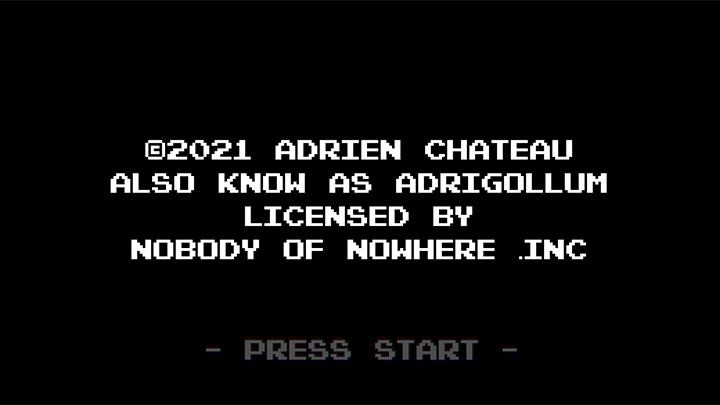 ©2021 ADRIEN CHATEAU
ALSO KNOW AS ADRIGOLLUM
LICENSED BY
NOBODY OF NOWHERE .INC
- PRESS START -